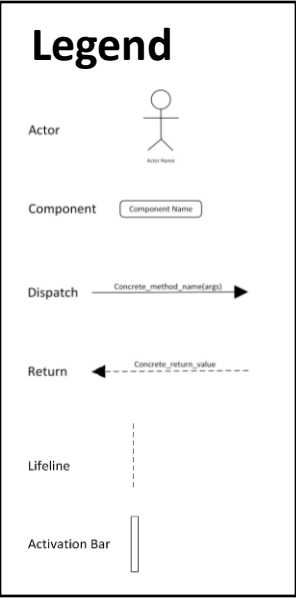 Legend
Actor
Actor Name
Component
Component Name
Dispatch
Concrete_method_name(args)
Return
Concrete_return_value
Lifeline
Activation Bar